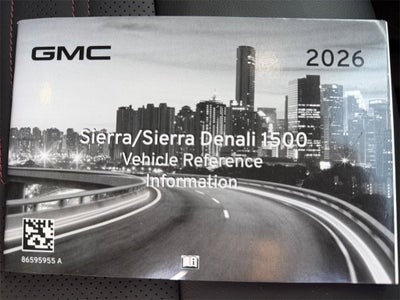 GMC
2026
Sierra/Sierra Denali 1500
Vehicle Reference
Information
86595955 A